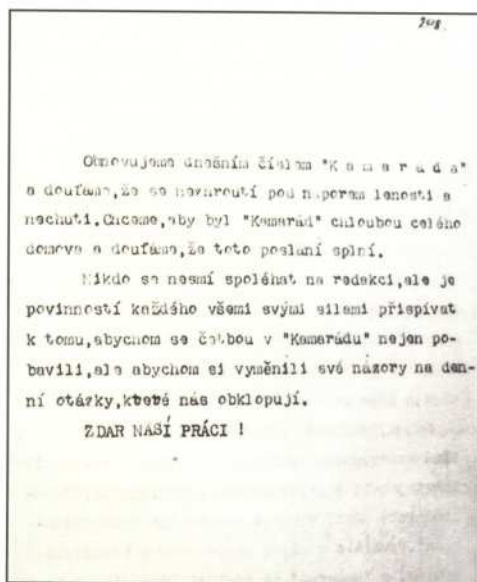 208.
Obnovujeme dnešním číslem "K a m a r á d a"
a doufáme,že se nezhroutí pod náporem lenosti a
nechuti.Chceme,aby byl "Kamarád" chloubou celého
domova a doufáme,že toto poslání splní.
Nikdo se nesmí spoléhat na redakci,ale je
povinností každého všemi svými silami přispívat
k tomu,abychom se četbou v "Kamarádu" nejen po-
bavili,ale abychom si vyměnili své názory na den-
ní otázky,které nás obklopují.
ZDAR NAŠÍ PRÁCI !